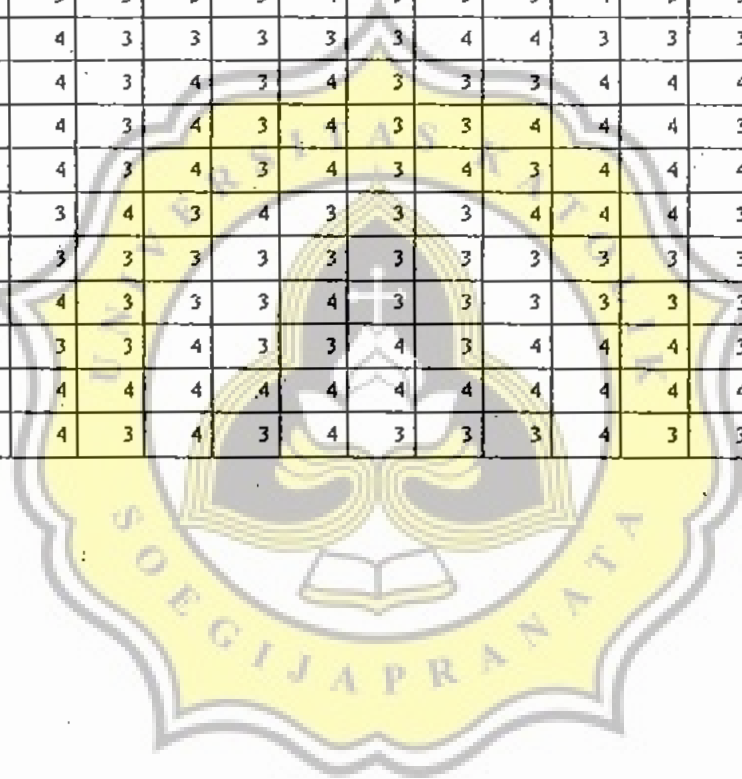 4 3 3 3 3 3 4 4 3 3
4 3 4 3 4 3 3 3 4 4
4 3 4 3 4 3 3 4 4 4
4 3 4 3 4 3 4 3 4 4
3 4 3 4 3 3 3 4 4 4
3 3 3 3 3 3 3 3 3 3
4 3 3 3 4 3 3 3 3 3
3 3 4 3 3 4 3 4 4 4
4 4 4 4 4 4 4 4 4 4
4 3 4 3 4 3 3 3 4 3
UNIVERSITAS KATOLIK
SOEGIJAPRANATA